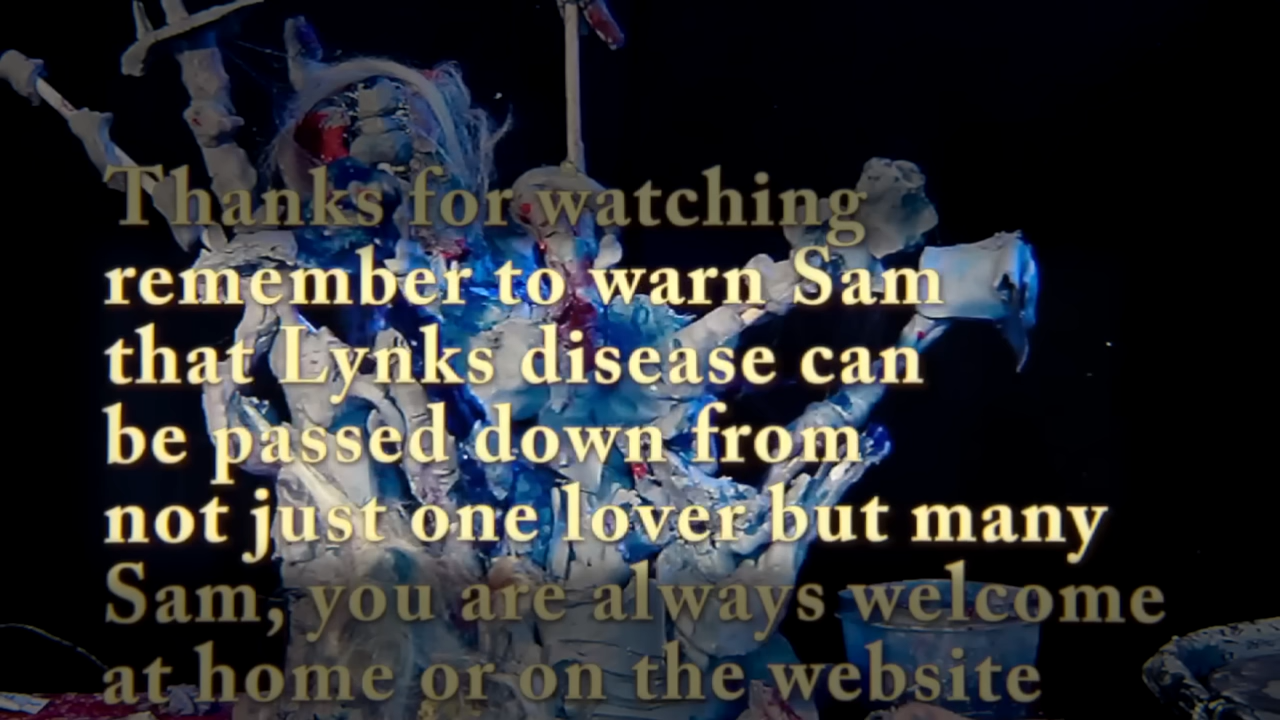 Thanks for watching
remember to warn Sam
that Lynks disease can
be passed down from
not just one lover but many
Sam, you are always welcome
at home or on the website